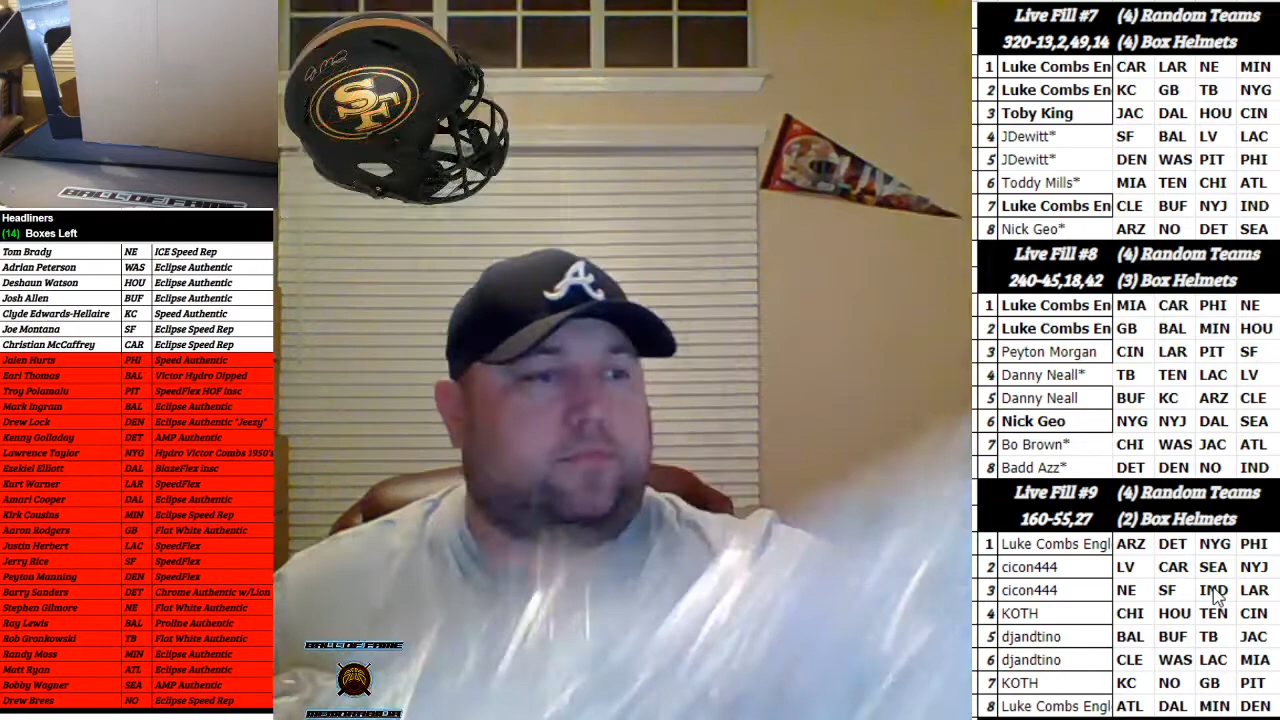 BALL OF FAME
Headliners
(14) Boxes Left
Tom Brady NE ICE Speed Rep
Adrian Peterson WAS Eclipse Authentic
Deshaun Watson HOU Eclipse Authentic
Josh Allen BUF Eclipse Authentic
Clyde Edwards-Hellaire KC Speed Authentic
Joe Montana SF Eclipse Speed Rep
Christian McCaffrey CAR Eclipse Speed Rep
Jalen Hurts PHI Speed Authentic
Earl Thomas BAL Victor Hydro Dipped
Troy Polamalu PIT SpeedFlex HOF insc
Mark Ingram BAL Eclipse Authentic
Drew Lock DEN Eclipse Authentic "Jeezy"
Kenny Golladay DET AMP Authentic
Lawrence Taylor NYG Hydro Victor Combs 1950's
Ezekiel Elliott DAL BlazeFlex insc
Kurt Warner LAR SpeedFlex
Amari Cooper DAL Eclipse Authentic
Kirk Cousins MIN Eclipse Speed Rep
Aaron Rodgers GB Flat White Authentic
Justin Herbert LAC SpeedFlex
Jerry Rice SF SpeedFlex
Peyton Manning DEN SpeedFlex
Barry Sanders DET Chrome Authentic w/Lion
Stephen Gilmore NE Flat White Authentic
Ray Lewis BAL Proline Authentic
Rob Gronkowski TB Flat White Authentic
Randy Moss MIN Eclipse Authentic
Matt Ryan ATL Eclipse Authentic
Bobby Wagner SEA AMP Authentic
Drew Brees NO Eclipse Speed Rep
SF
A
BALL OF FAME
MEMORABILIA
Live Fill #7 (4) Random Teams
320-13,2,49,14 (4) Box Helmets
1 Luke Combs En CAR LAR NE MIN
2 Luke Combs En KC GB TB NYG
3 Toby King JAC DAL HOU CIN
4 JDewitt* SF BAL LV LAC
5 JDewitt* DEN WAS PIT PHI
6 Toddy Mills* MIA TEN CHI ATL
7 Luke Combs En CLE BUF NYJ IND
8 Nick Geo* ARZ NO DET SEA
Live Fill #8 (4) Random Teams
240-45,18,42 (3) Box Helmets
1 Luke Combs En MIA CAR PHI NE
2 Luke Combs En GB BAL MIN HOU
3 Peyton Morgan CIN LAR PIT SF
4 Danny Neall* TB TEN LAC LV
5 Danny Neall BUF KC ARZ CLE
6 Nick Geo NYG NYJ DAL SEA
7 Bo Brown* CHI WAS JAC ATL
8 Badd Azz* DET DEN NO IND
Live Fill #9 (4) Random Teams
160-55,27 (2) Box Helmets
1 Luke Combs Engl ARZ DET NYG PHI
2 cicon444 LV CAR SEA NYJ
3 cicon444 NE SF IND LAR
4 KOTH CHI HOU TEN CIN
5 djandtino BAL BUF TB JAC
6 djandtino CLE WAS LAC MIA
7 KOTH KC NO GB PIT
8 Luke Combs Engl ATL DAL MIN DEN